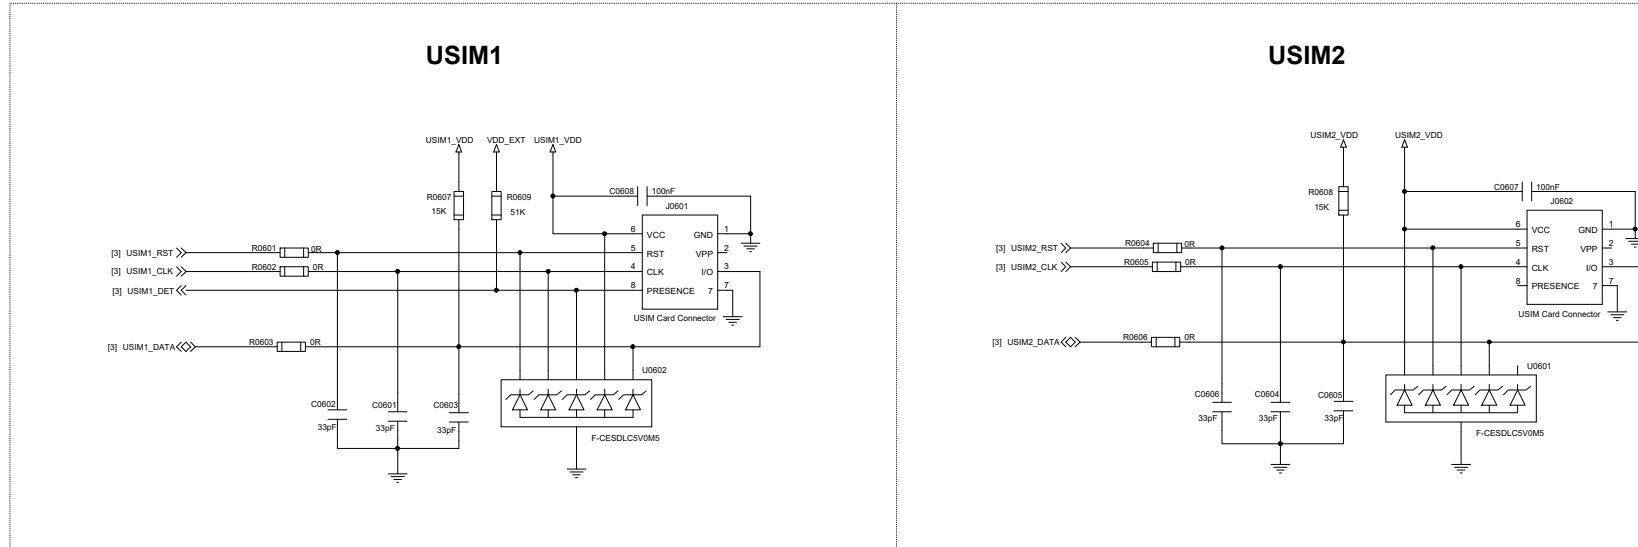 USIM1
USIM1_VDD VDD_EXT USIM1_VDD
C0608 100nF
R0607 R0609
15K 51K
J0601
6 VCC GND 1
[3] USIM1_RST R0601 0R 5 RST VPP 2
[3] USIM1_CLK R0602 0R 4 CLK I/O 3
[3] USIM1_DET 8 PRESENCE 7 7
USIM Card Connector
[3] USIM1_DATA R0603 0R
U0602
C0602 C0601 C0603
33pF 33pF 33pF
F-CESDLC5V0M5
USIM2
USIM2_VDD USIM2_VDD
C0607 100nF
R0608
15K
J0602
6 VCC GND 1
[3] USIM2_RST R0604 0R 5 RST VPP 2
[3] USIM2_CLK R0605 0R 4 CLK I/O 3
8 PRESENCE 7 7
USIM Card Connector
[3] USIM2_DATA R0606 0R
U0601
C0606 C0604 C0605
33pF 33pF 33pF
F-CESDLC5V0M5